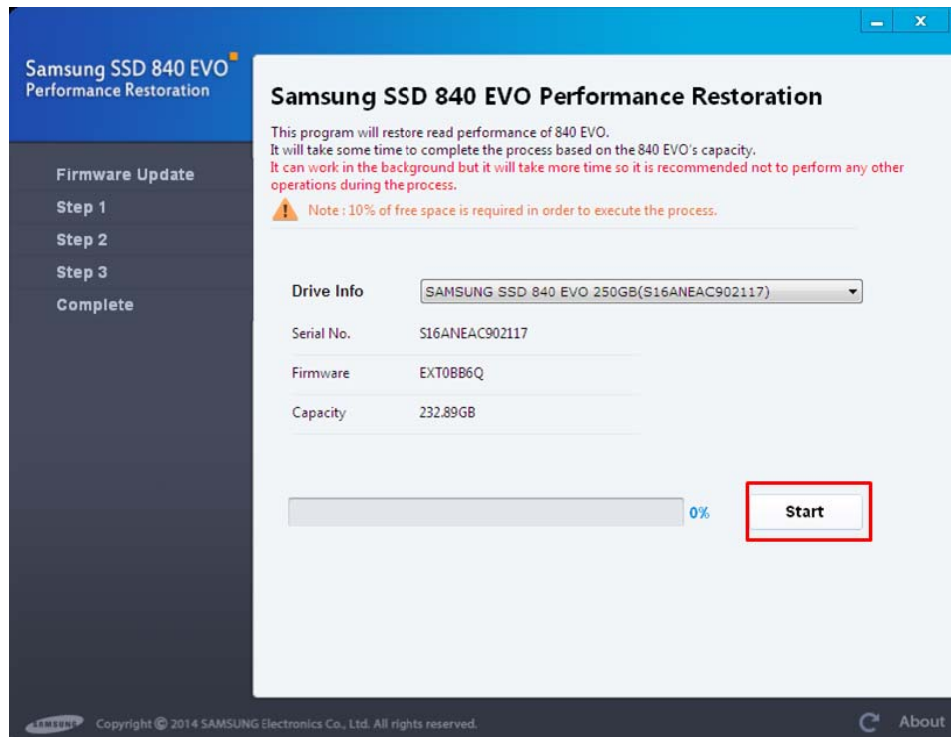 Samsung SSD 840 EVO
Performance Restoration
Firmware Update
Step 1
Step 2
Step 3
Complete
Samsung SSD 840 EVO Performance Restoration
This program will restore read performance of 840 EVO.
It will take some time to complete the process based on the 840 EVO's capacity.
It can work in the background but it will take more time so it is recommended not to perform any other
operations during the process.
Note : 10% of free space is required in order to execute the process.
Drive Info SAMSUNG SSD 840 EVO 250GB(S16ANEAC902117)
Serial No. S16ANEAC902117
Firmware EXT0BB6Q
Capacity 232.89GB
0% Start
SAMSUNG Copyright © 2014 SAMSUNG Electronics Co., Ltd. All rights reserved. About